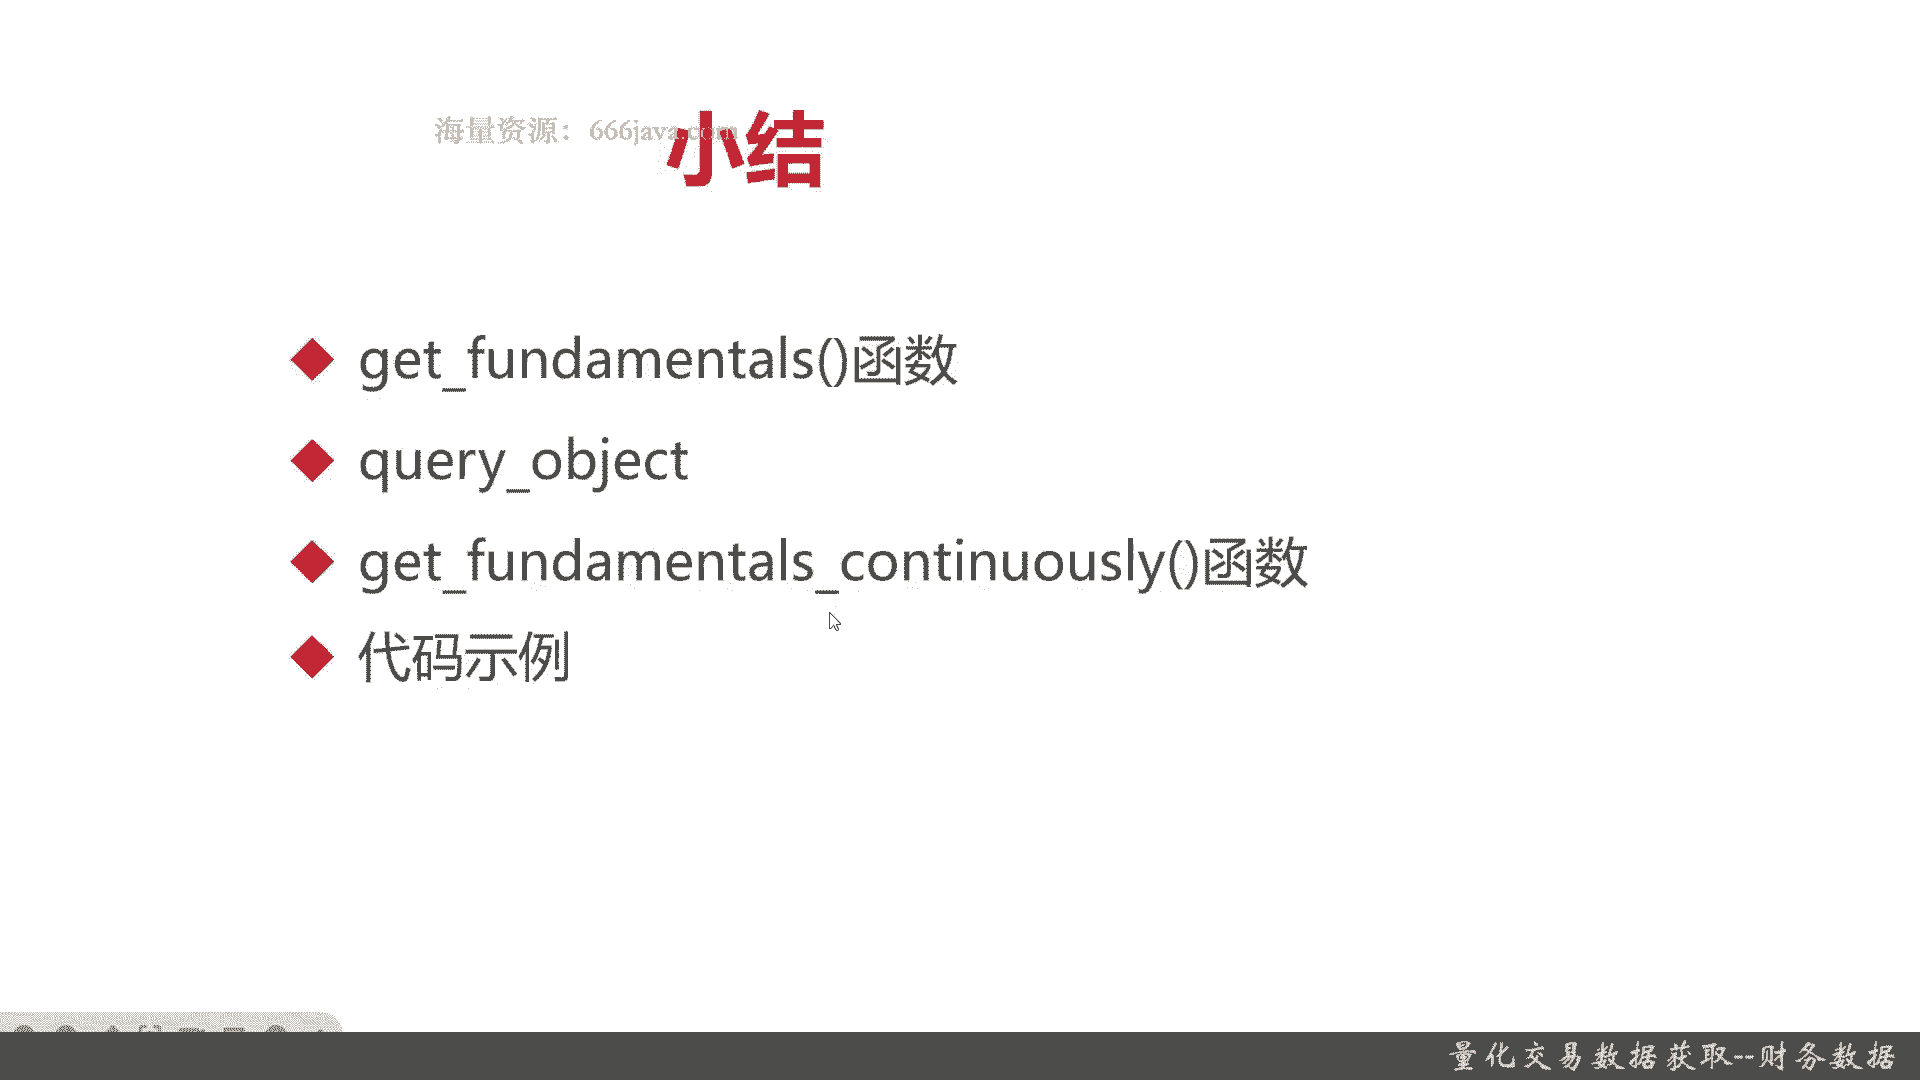 海量资源：666java.com
小结
get_fundamentals()函数
query_object
get_fundamentals_continuously()函数
代码示例
量化交易数据获取--财务数据